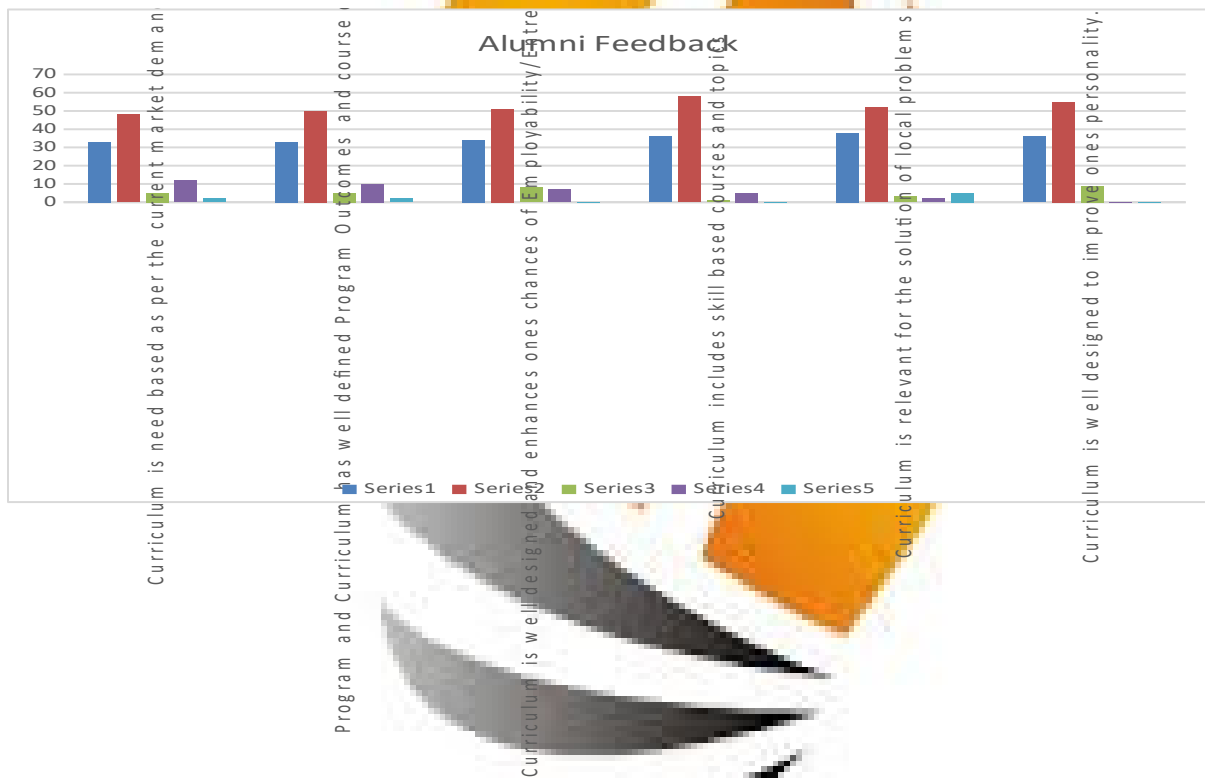 Alumni Feedback
70
60
50
40
30
20
10
0
Curriculum is need based as per the current market
Program and Curriculum has well defined Program Outcomes and course
Curriculum is well designed and enhances ones chances of Employability/Entre
Curriculum includes skill based courses and topics
Curriculum is relevant for the solution of local problems
Curriculum is well designed to improve ones personality.
Series1 Series2 Series3 Series4 Series5